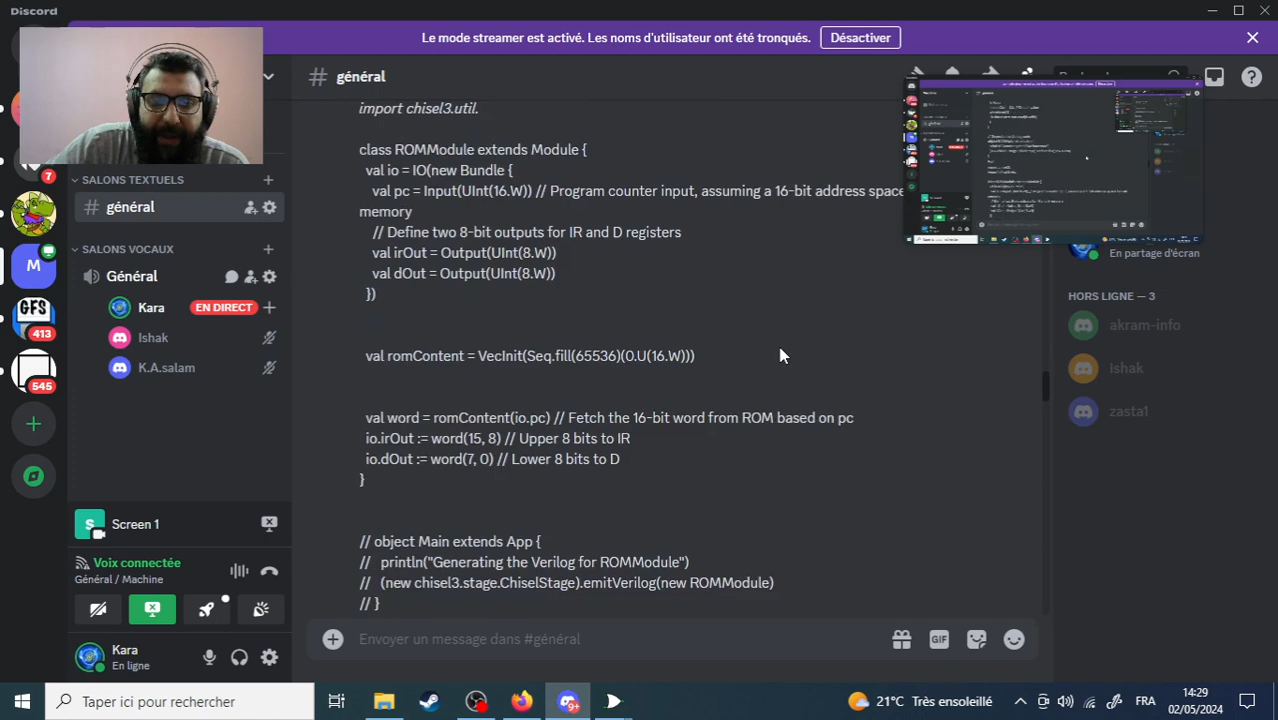 Discord
Le mode streamer est activé. Les noms d'utilisateur ont été tronqués.
Désactiver
# général
import chisel3.util.
class ROMModule extends Module {
val io = IO(new Bundle {
val pc = Input(UInt(16.W)) // Program counter input, assuming a 16-bit address space
memory
// Define two 8-bit outputs for IR and D registers
val irOut = Output(UInt(8.W))
val dOut = Output(UInt(8.W))
})
val romContent = VecInit(Seq.fill(65536)(0.U(16.W)))
val word = romContent(io.pc) // Fetch the 16-bit word from ROM based on pc
io.irOut := word(15, 8) // Upper 8 bits to IR
io.dOut := word(7, 0) // Lower 8 bits to D
}
// object Main extends App {
// println("Generating the Verilog for ROMModule")
// (new chisel3.stage.ChiselStage).emitVerilog(new ROMModule)
// }
Envoyer un message dans #général
GIF
7
M
413
545
SALONS TEXTUELS
# général
SALONS VOCAUX
Général
Kara
EN DIRECT
Ishak
K.A.salam
S
Screen 1
Voix connectée
Général / Machine
Kara
En ligne
En partage d'écran
HORS LIGNE — 3
akram-info
Ishak
zasta1
Taper ici pour rechercher
9+
21°C Très ensoleillé
FRA
14:29
02/05/2024